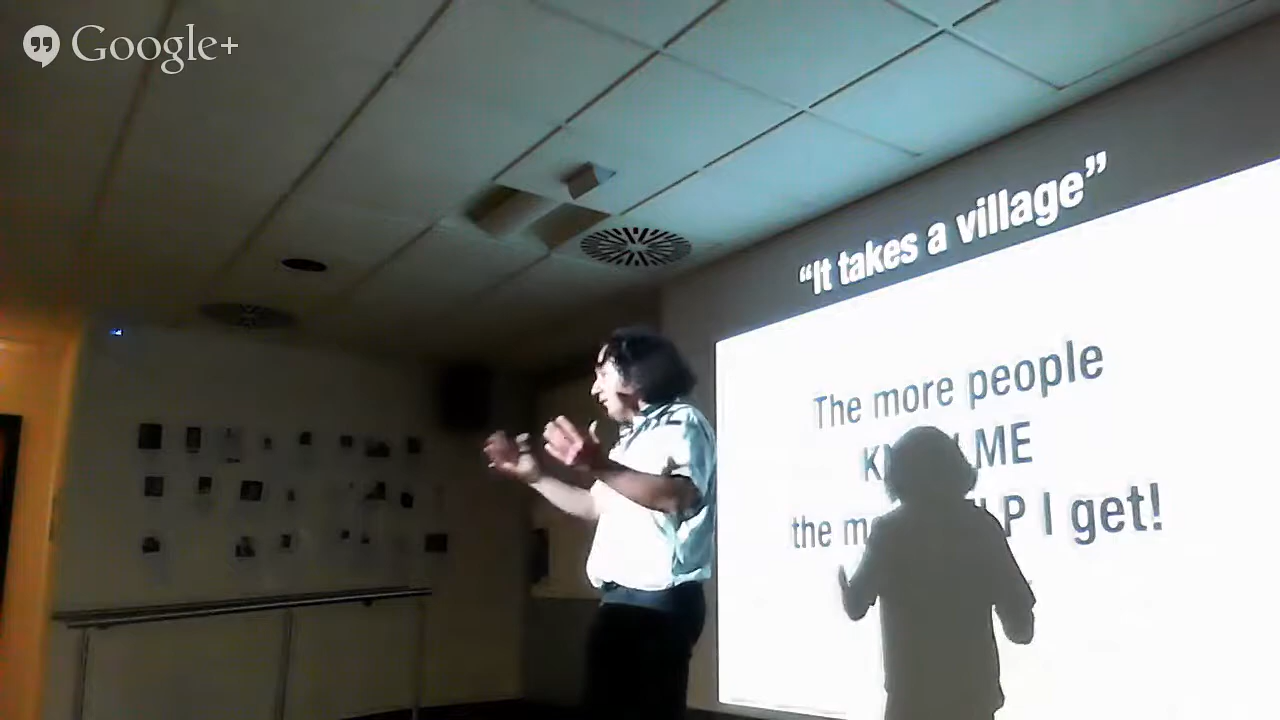 Google+
“It takes a village”
The more people
ME
the I get!